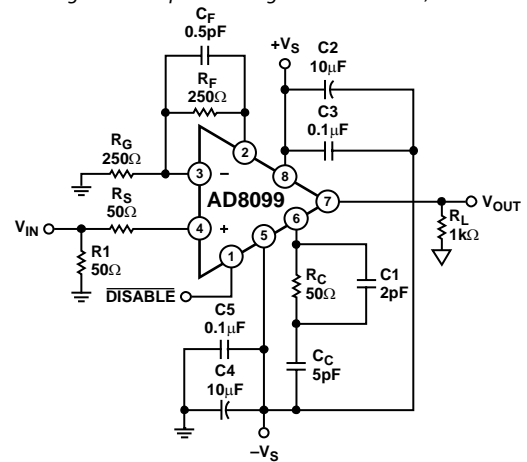 C_F
0.5pF
R_F
250Ω
R_G
250Ω
R_S
50Ω
V_IN
R1
50Ω
DISABLE
+V_S
C2
10μF
C3
0.1μF
2
3
–
8
AD8099
7
V_OUT
4
+
6
5
1
R_L
1kΩ
R_C
50Ω
C1
2pF
C5
0.1μF
C4
10μF
C_C
5pF
–V_S